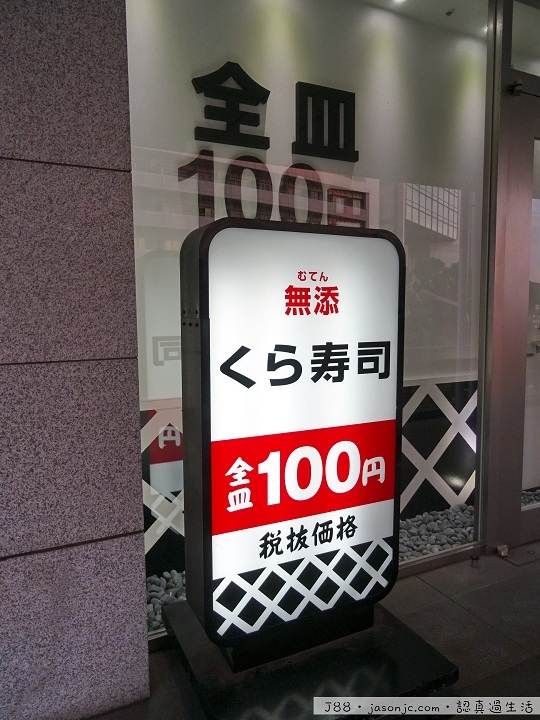 全皿
100円
むてん
無添
くら寿司
全皿100円
税抜価格
円
J88・jasonjc.com・認真過生活